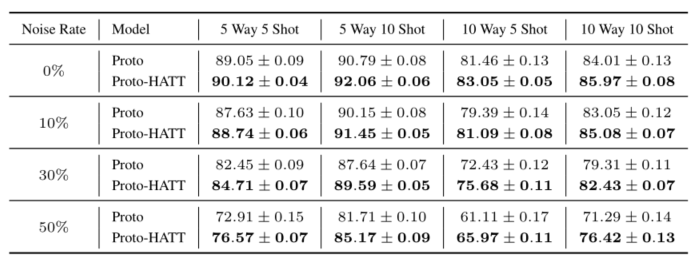 Noise Rate Model 5 Way 5 Shot 5 Way 10 Shot 10 Way 5 Shot 10 Way 10 Shot
0% Proto 89.05 ± 0.09 90.79 ± 0.08 81.46 ± 0.13 84.01 ± 0.13
Proto-HATT 90.12 ± 0.04 92.06 ± 0.06 83.05 ± 0.05 85.97 ± 0.08
10% Proto 87.63 ± 0.10 90.15 ± 0.08 79.39 ± 0.14 83.05 ± 0.12
Proto-HATT 88.74 ± 0.06 91.45 ± 0.05 81.09 ± 0.08 85.08 ± 0.07
30% Proto 82.45 ± 0.09 87.64 ± 0.07 72.43 ± 0.12 79.31 ± 0.11
Proto-HATT 84.71 ± 0.07 89.59 ± 0.05 75.68 ± 0.11 82.43 ± 0.07
50% Proto 72.91 ± 0.15 81.71 ± 0.10 61.11 ± 0.17 71.29 ± 0.14
Proto-HATT 76.57 ± 0.07 85.17 ± 0.09 65.97 ± 0.11 76.42 ± 0.13